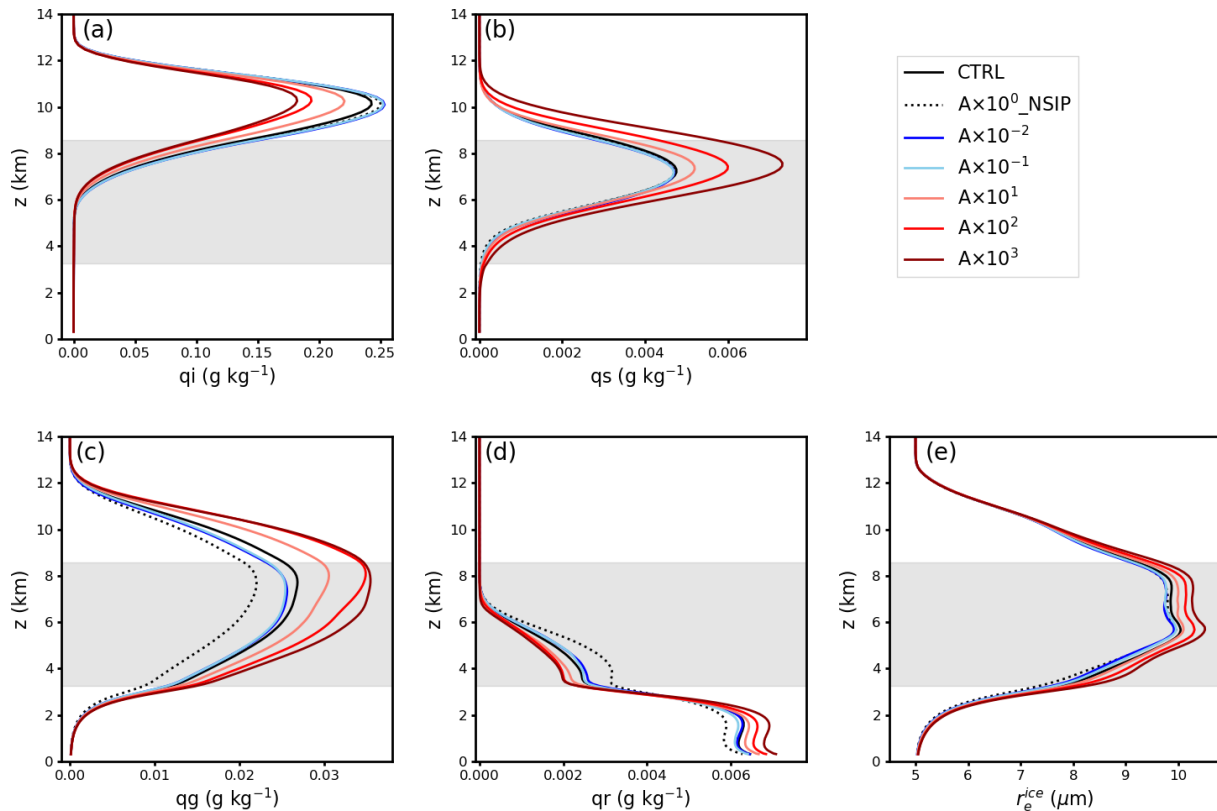 (a)
z (km)
14
12
10
8
6
4
2
0
0.00 0.05 0.10 0.15 0.20 0.25
qi (g kg⁻¹)
(b)
z (km)
14
12
10
8
6
4
2
0
0.000 0.002 0.004 0.006
qs (g kg⁻¹)
CTRL
A×10⁰_NSIP
A×10⁻²
A×10⁻¹
A×10¹
A×10²
A×10³
(c)
z (km)
14
12
10
8
6
4
2
0
0.00 0.01 0.02 0.03
qg (g kg⁻¹)
(d)
z (km)
14
12
10
8
6
4
2
0
0.000 0.002 0.004 0.006
qr (g kg⁻¹)
(e)
z (km)
14
12
10
8
6
4
2
0
5 6 7 8 9 10
rₑⁱᶜᵉ (μm)